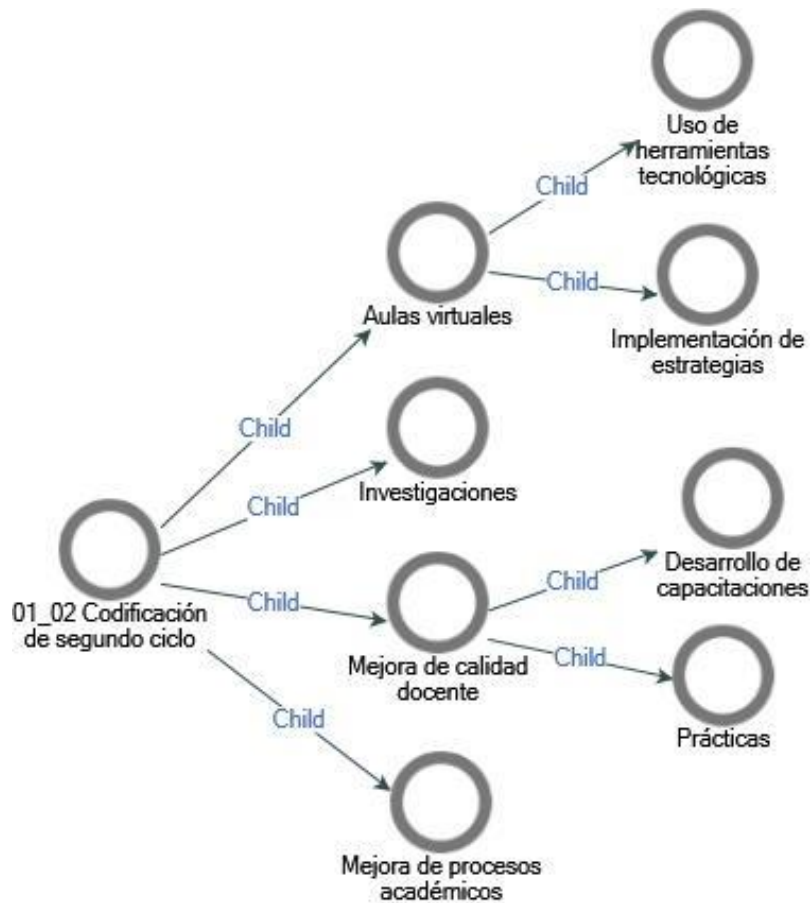 Uso de
herramientas
tecnológicas
Child
Aulas virtuales
Child
Implementación de
estrategias
Child
Investigaciones
Child
01_02 Codificación
de segundo ciclo
Child
Mejora de calidad
docente
Child
Desarrollo de
capacitaciones
Child
Prácticas
Child
Mejora de procesos
académicos